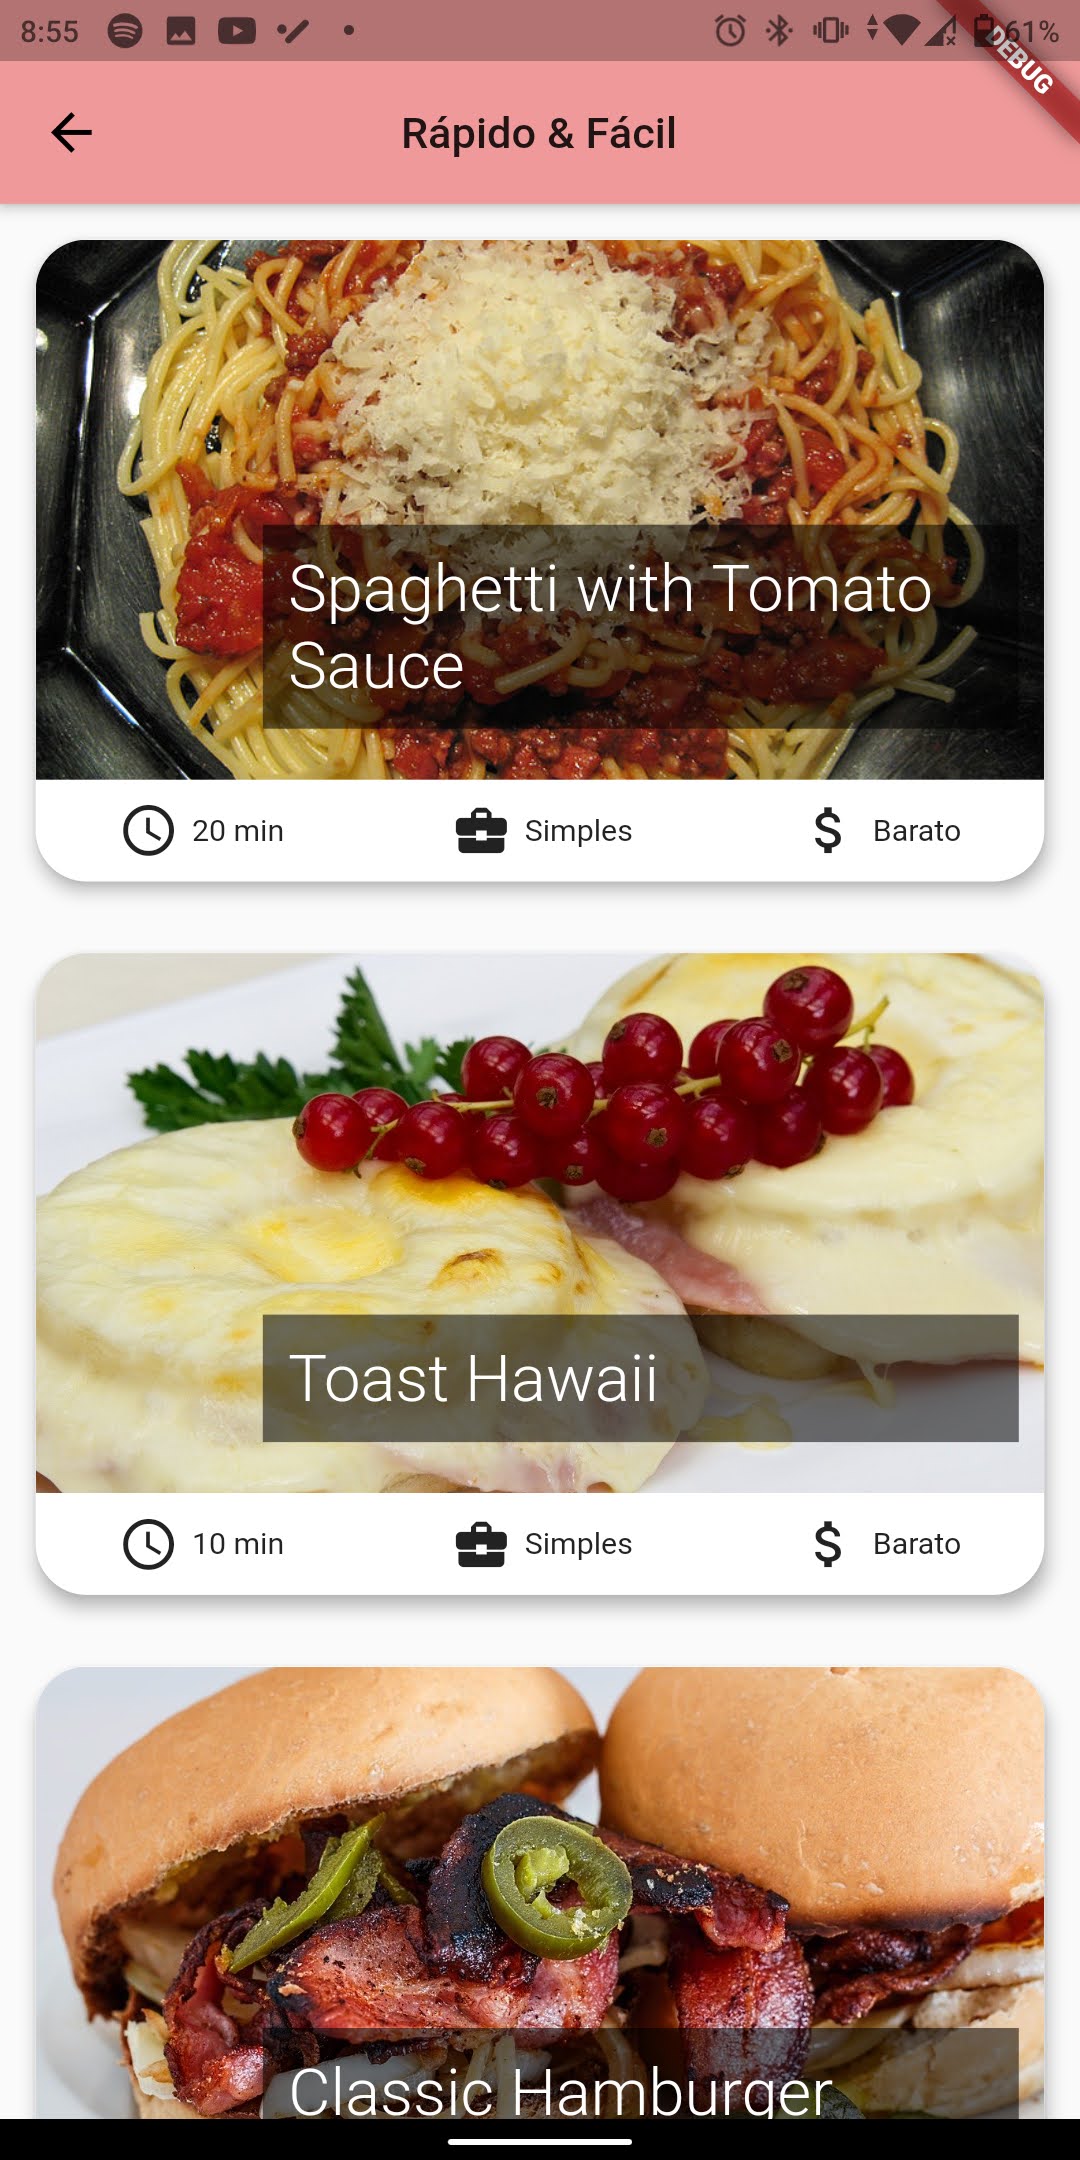 8:55
61%
DEBUG
Rápido & Fácil
Spaghetti with Tomato
Sauce
20 min
Simples
Barato
Toast Hawaii
10 min
Simples
Barato
Classic Hamburger